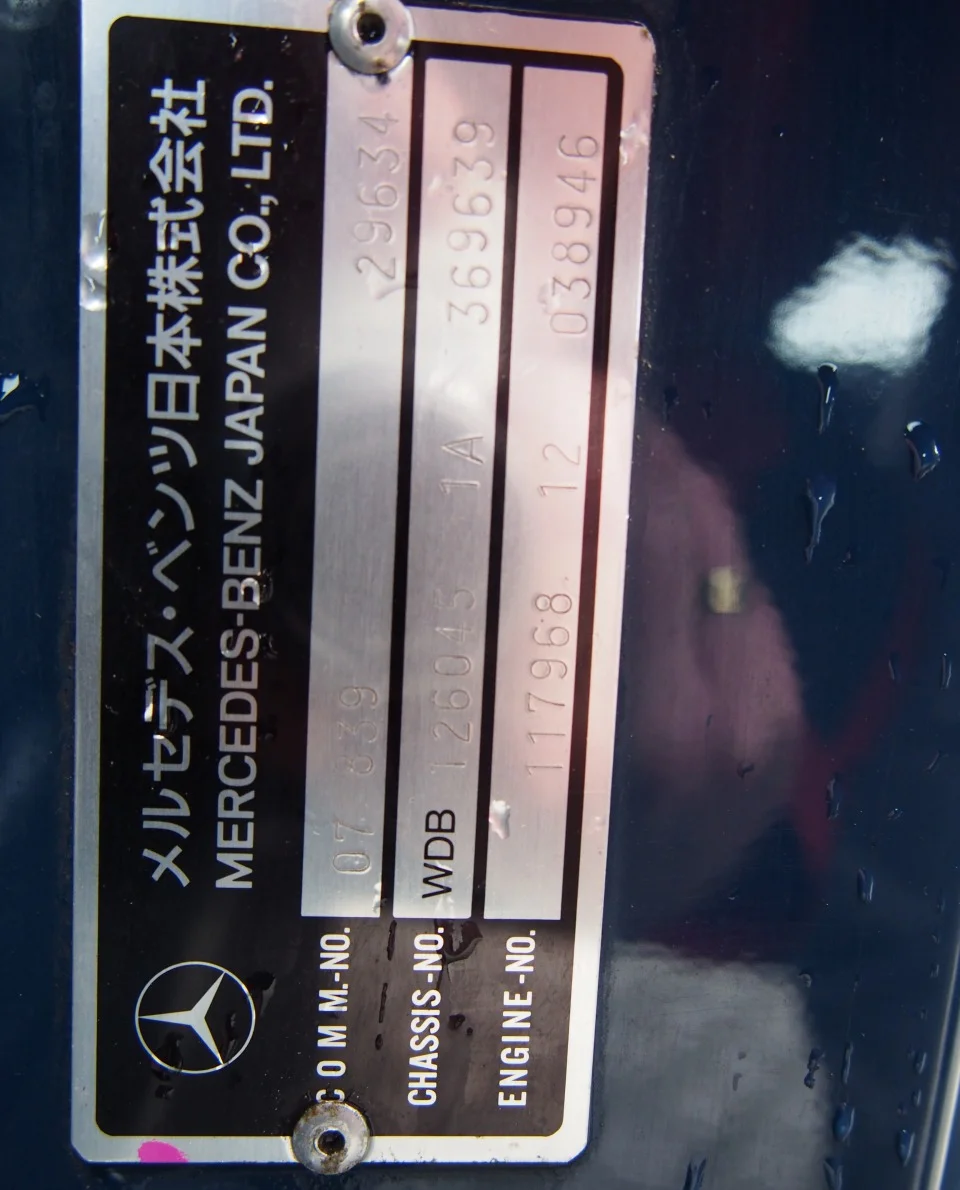 メルセデス・ベンツ日本株式会社
MERCEDES-BENZ JAPAN CO., LTD.
COMM.-NO. 07 839 29634
CHASSIS-NO. WDB 126045 1A 369639
ENGINE-NO. 117968. 12 038946